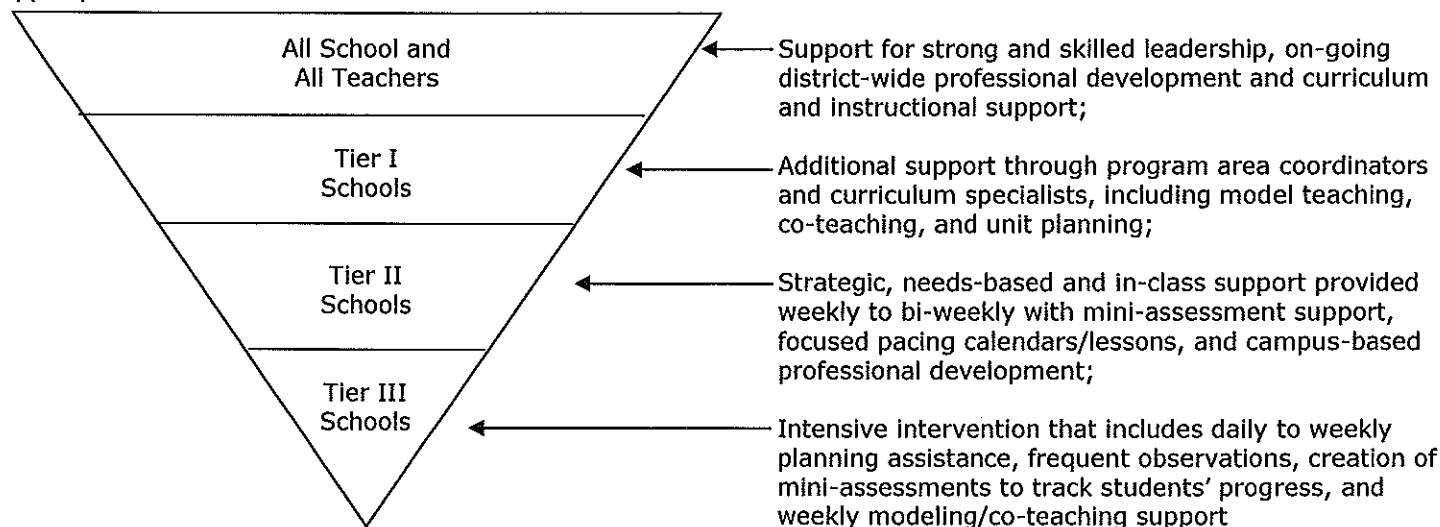 All School and
All Teachers
Support for strong and skilled leadership, on-going
district-wide professional development and curriculum
and instructional support;
Tier I
Schools
Additional support through program area coordinators
and curriculum specialists, including model teaching,
co-teaching, and unit planning;
Tier II
Schools
Strategic, needs-based and in-class support provided
weekly to bi-weekly with mini-assessment support,
focused pacing calendars/lessons, and campus-based
professional development;
Tier III
Schools
Intensive intervention that includes daily to weekly
planning assistance, frequent observations, creation of
mini-assessments to track students' progress, and
weekly modeling/co-teaching support